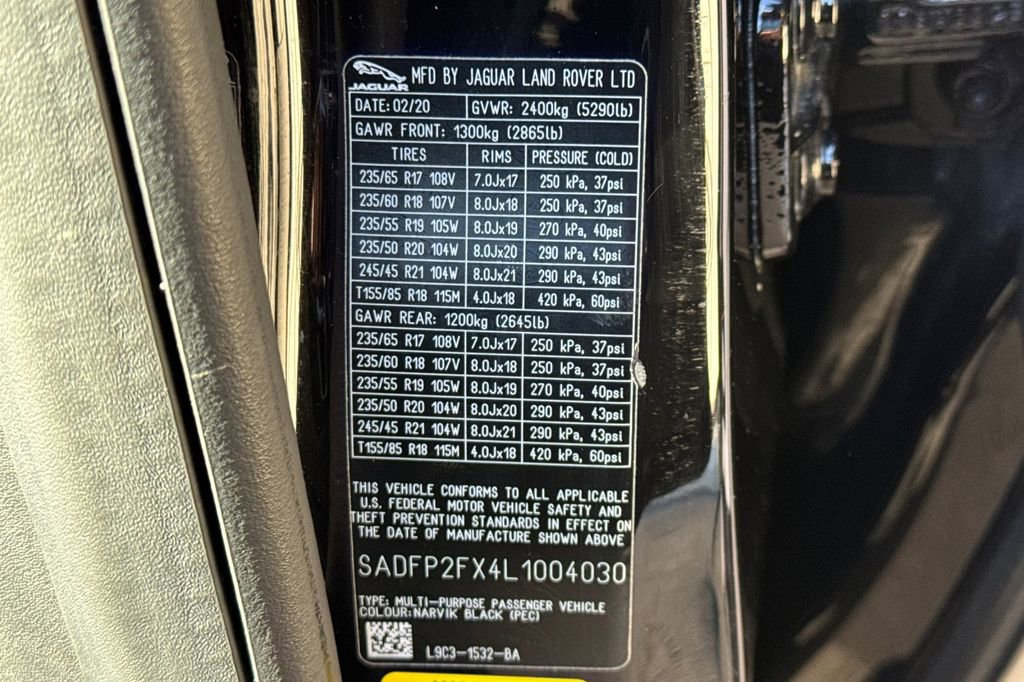 JAGUAR MFD BY JAGUAR LAND ROVER LTD
DATE: 02/20 GVWR: 2400kg (5290lb)
GAWR FRONT: 1300kg (2865lb)
TIRES RIMS PRESSURE (COLD)
235/65 R17 108V 7.0Jx17 250 kPa, 37psi
235/60 R18 107V 8.0Jx18 250 kPa, 37psi
235/55 R19 105W 8.0Jx19 270 kPa, 40psi
235/50 R20 104W 8.0Jx20 290 kPa, 43psi
245/45 R21 104W 8.0Jx21 290 kPa, 43psi
T155/85 R18 115M 4.0Jx18 420 kPa, 60psi
GAWR REAR: 1200kg (2645lb)
235/65 R17 108V 7.0Jx17 250 kPa, 37psi
235/60 R18 107V 8.0Jx18 250 kPa, 37psi
235/55 R19 105W 8.0Jx19 270 kPa, 40psi
235/50 R20 104W 8.0Jx20 290 kPa, 43psi
245/45 R21 104W 8.0Jx21 290 kPa, 43psi
T155/85 R18 115M 4.0Jx18 420 kPa, 60psi
THIS VEHICLE CONFORMS TO ALL APPLICABLE
U.S. FEDERAL MOTOR VEHICLE SAFETY AND
THEFT PREVENTION STANDARDS IN EFFECT ON
THE DATE OF MANUFACTURE SHOWN ABOVE
SADFP2FX4L1004030
TYPE: MULTI-PURPOSE PASSENGER VEHICLE
COLOUR:NARVIK BLACK (PEC)
L9C3-1532-BA